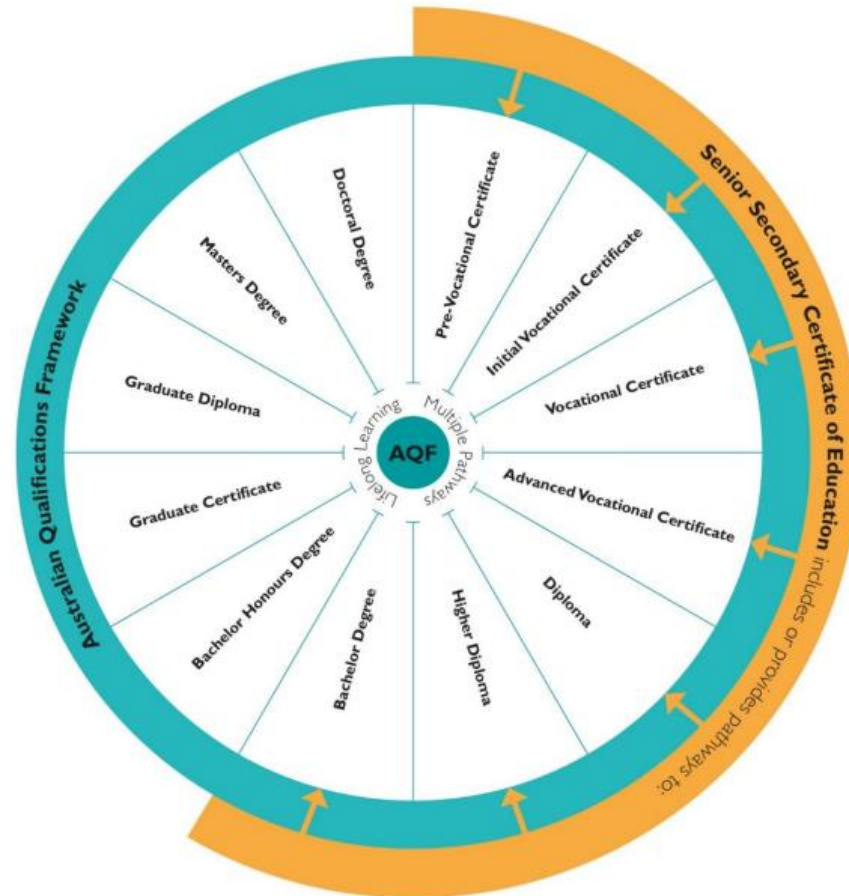 Senior Secondary Certificate of Education includes or provides pathways to:
Australian Qualifications Framework
Pre-Vocational Certificate
Initial Vocational Certificate
Vocational Certificate
Advanced Vocational Certificate
Diploma
Higher Diploma
Bachelor Degree
Bachelor Honours Degree
Graduate Certificate
Graduate Diploma
Masters Degree
Doctoral Degree
Lifelong Learning
Multiple Pathways
AQF